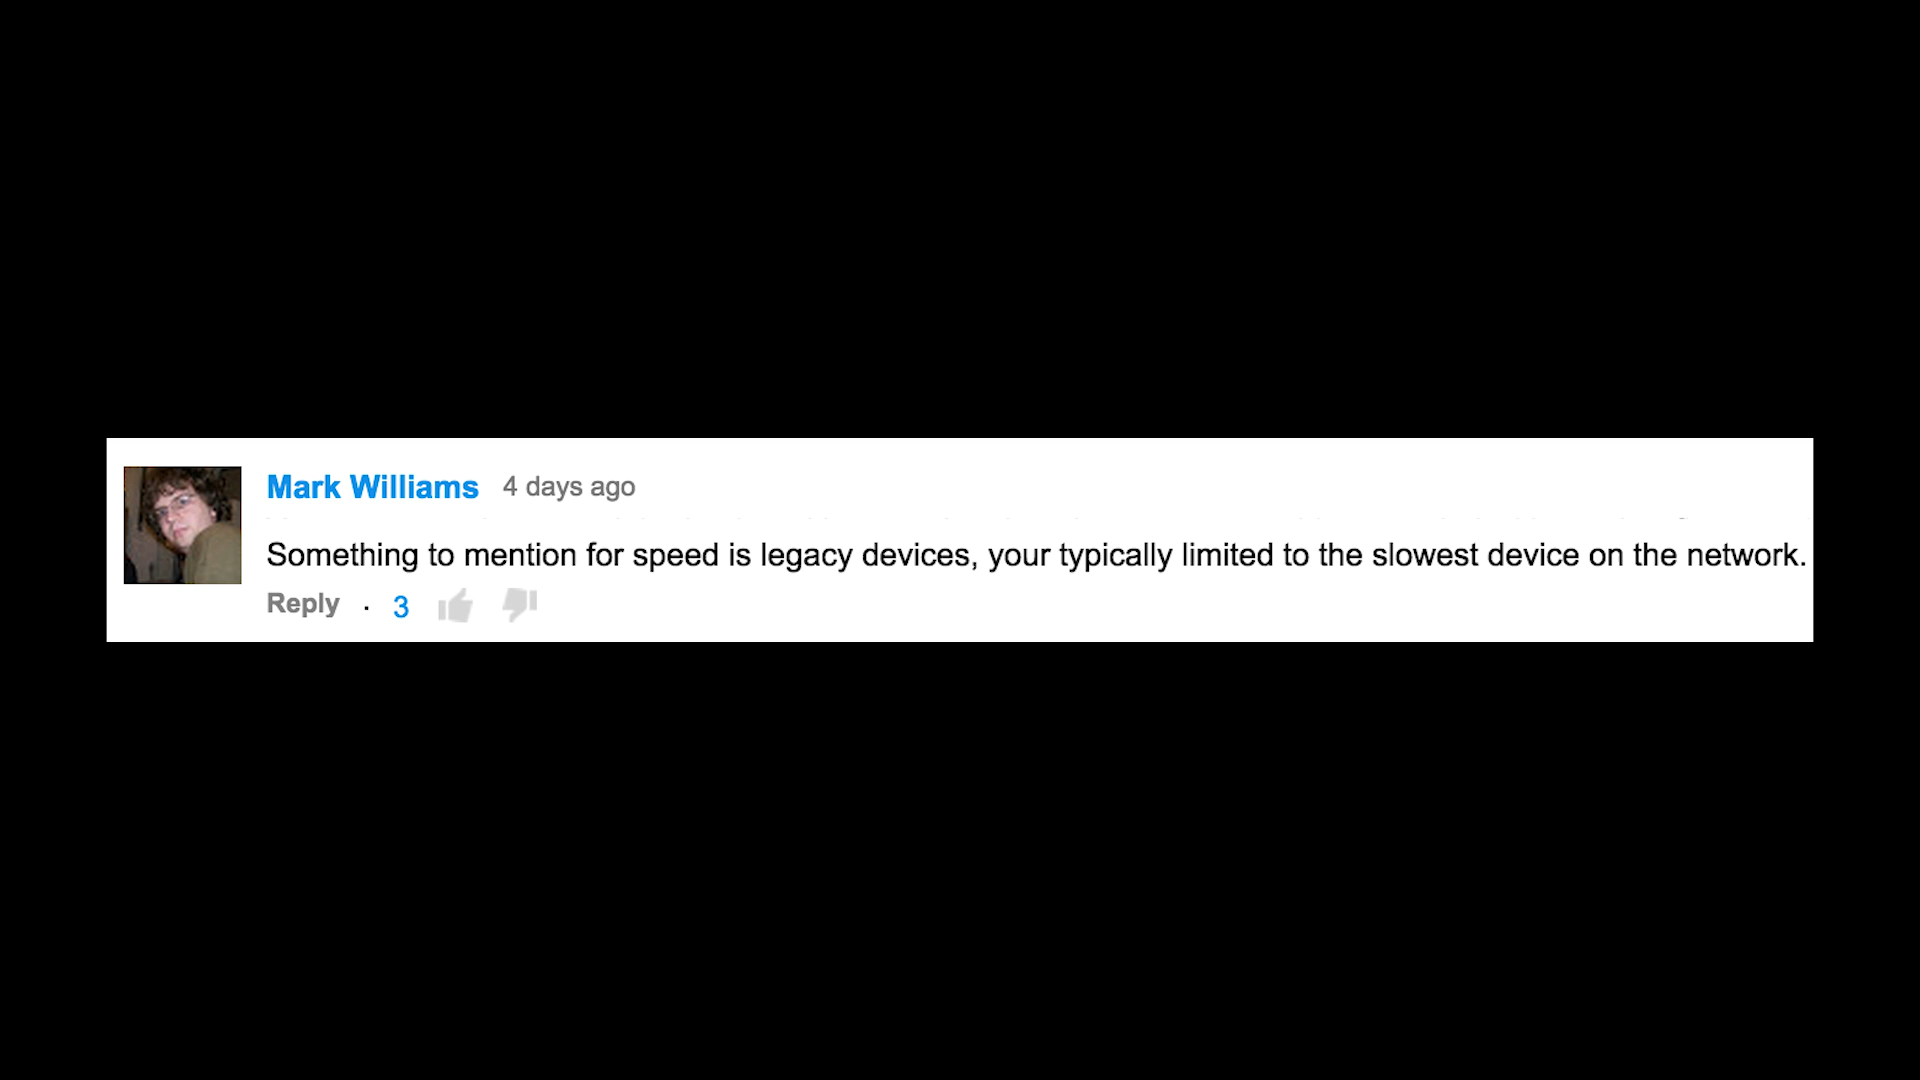 Mark Williams 4 days ago
Something to mention for speed is legacy devices, your typically limited to the slowest device on the network.
Reply · 3